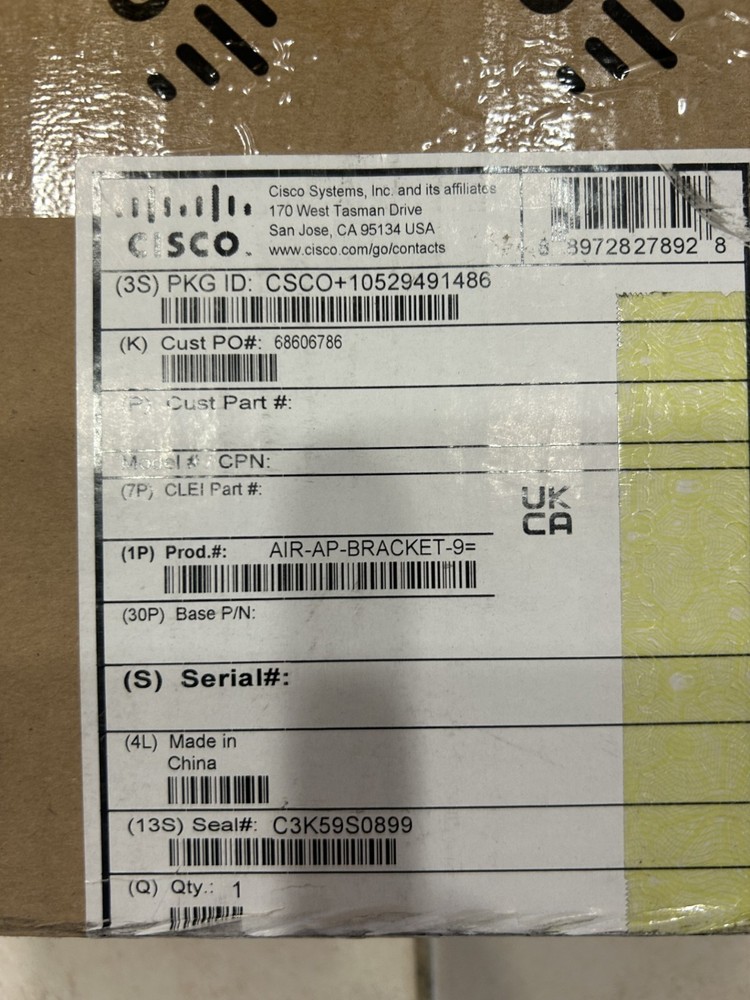 CISCO
Cisco Systems, Inc. and its affiliates
170 West Tasman Drive
San Jose, CA 95134 USA
www.cisco.com/go/contacts
8 8972827892 8
(3S) PKG ID: CSCO+10529491486
(K) Cust PO#: 68606786
(P) Cust Part #:
Model # CPN:
(7P) CLEI Part #:
UK
CA
(1P) Prod.#: AIR-AP-BRACKET-9=
(30P) Base P/N:
(S) Serial#:
(4L) Made in
China
(13S) Seal#: C3K59S0899
(Q) Qty.: 1